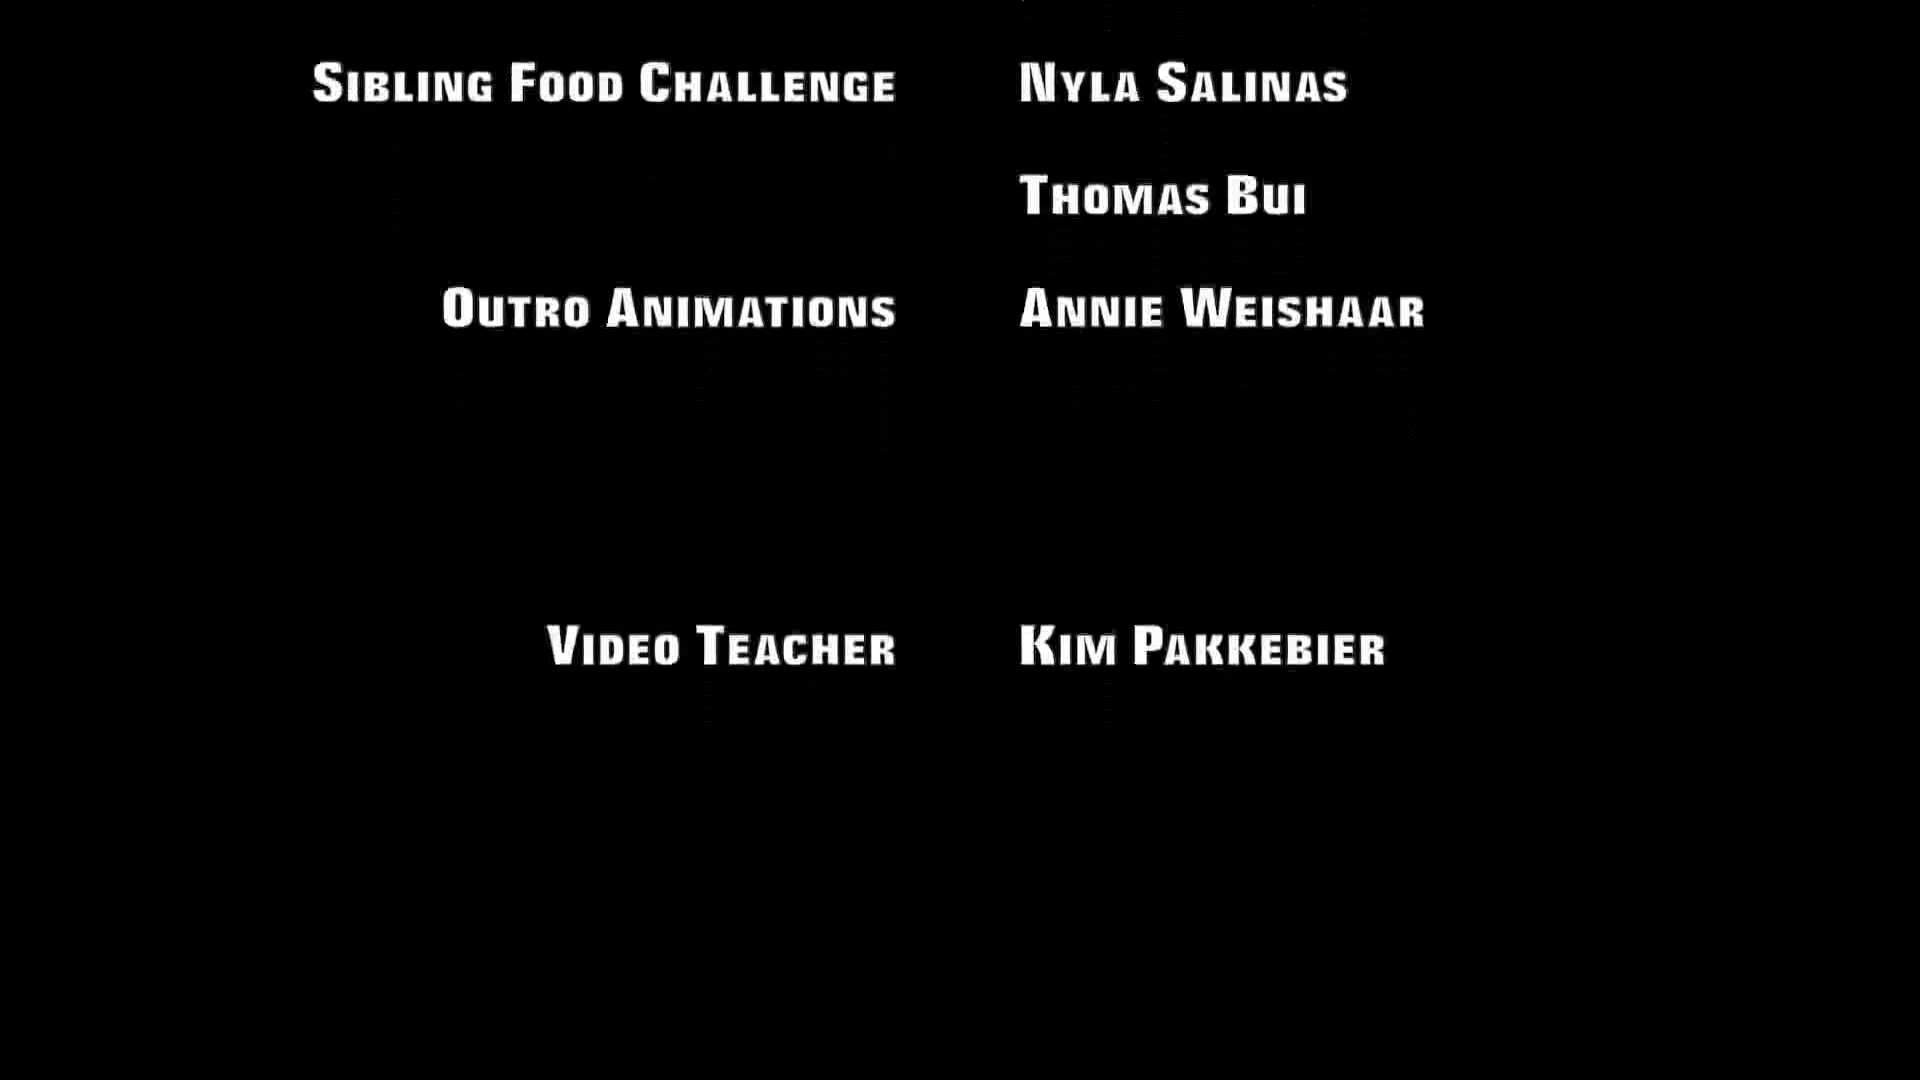 Sibling Food Challenge Nyla Salinas
Thomas Bui
Outro Animations Annie Weishaar
Video Teacher Kim Pakkebier